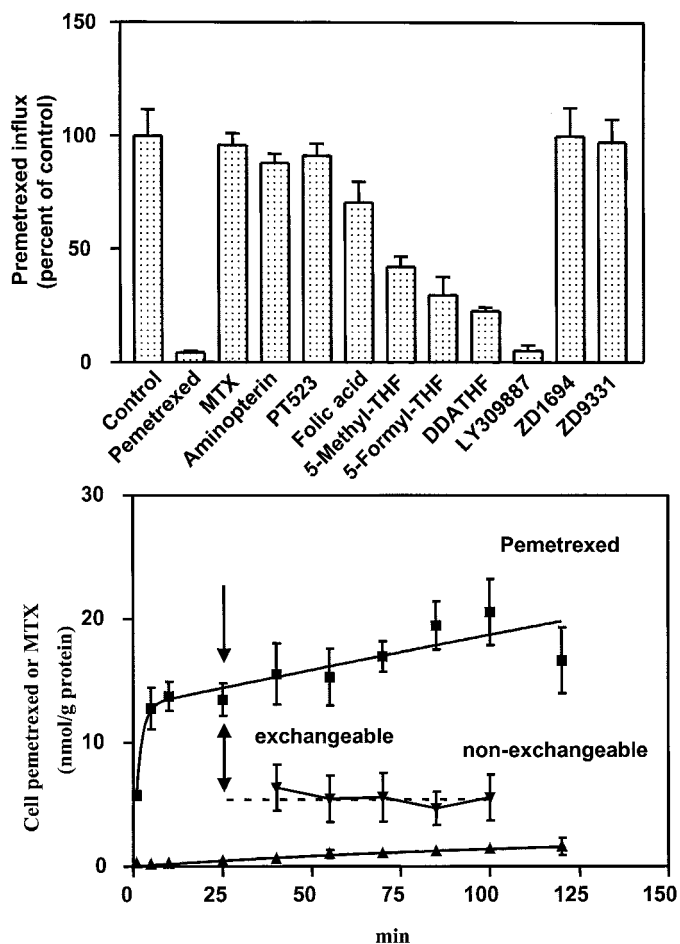 Premetrexed influx
(percent of control)
150
100
50
0
Control
Pemetrexed
MTX
Aminopterin
PT523
Folic acid
5-Methyl-THF
5-Formyl-THF
DDATHF
LY309887
ZD1694
ZD9331
Cell pemetrexed or MTX
(nmol/g protein)
30
20
10
0
Pemetrexed
exchangeable
non-exchangeable
0 25 50 75 100 125 150
min